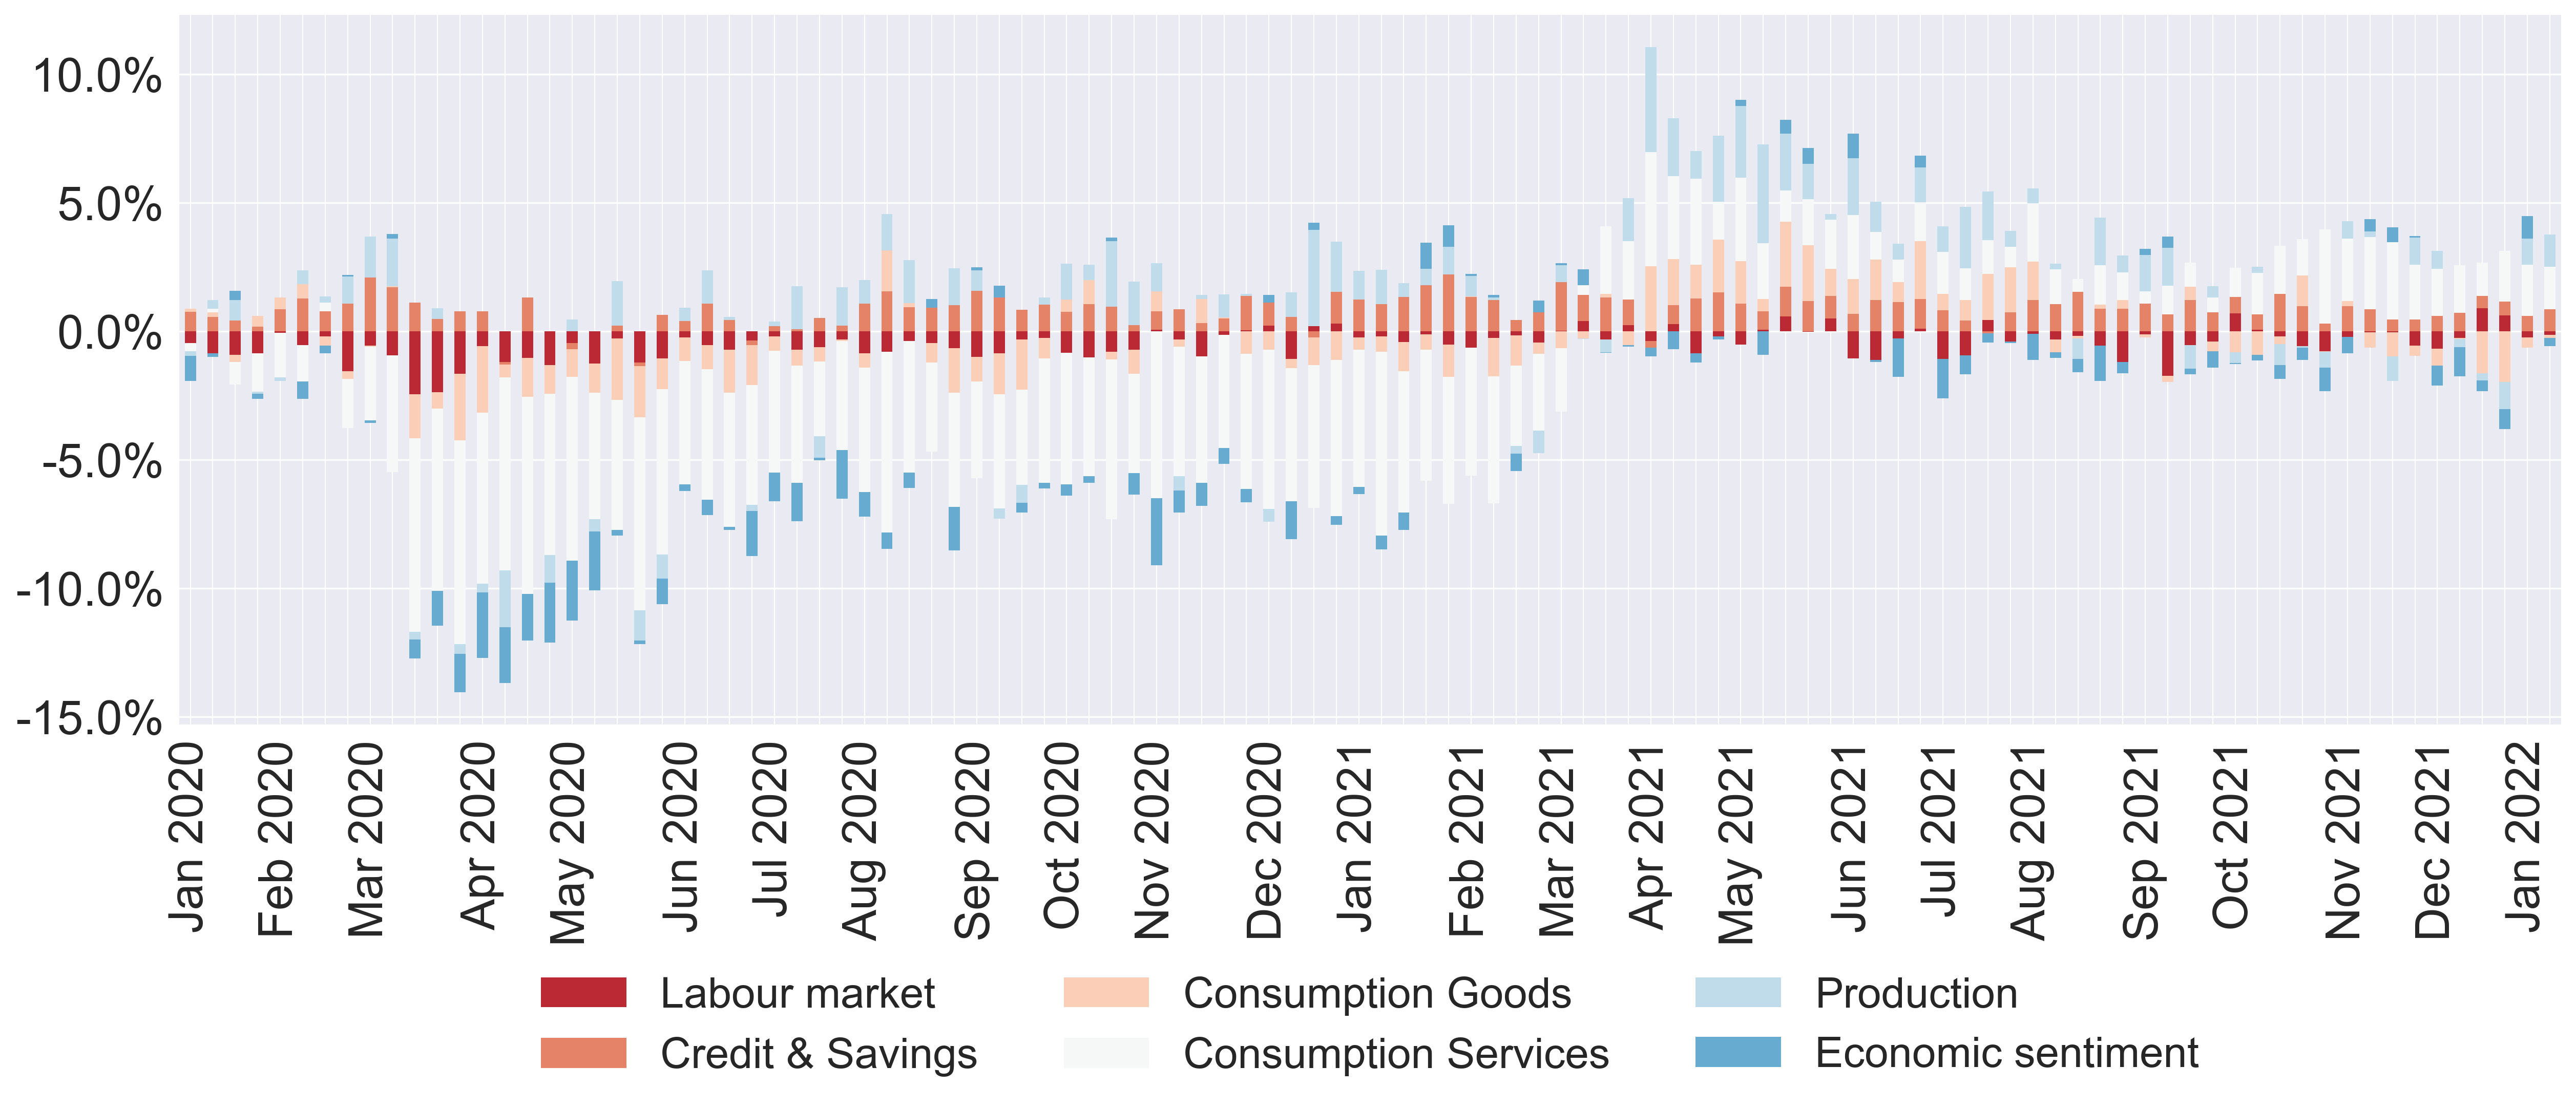 10.0%
5.0%
0.0%
-5.0%
-10.0%
-15.0%
Jan 2020
Feb 2020
Mar 2020
Apr 2020
May 2020
Jun 2020
Jul 2020
Aug 2020
Sep 2020
Oct 2020
Nov 2020
Dec 2020
Jan 2021
Feb 2021
Mar 2021
Apr 2021
May 2021
Jun 2021
Jul 2021
Aug 2021
Sep 2021
Oct 2021
Nov 2021
Dec 2021
Jan 2022
Labour market
Consumption Goods
Production
Credit & Savings
Consumption Services
Economic sentiment